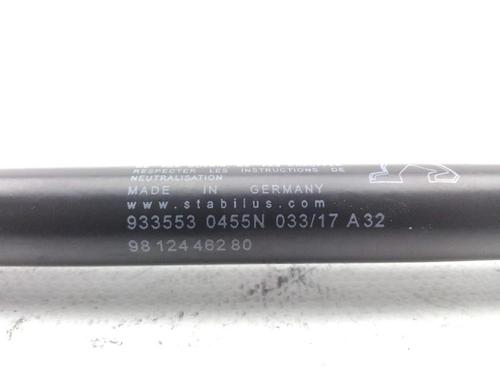 RESPECTER LES INSTRUCTIONS DE
NEUTRALISATION
MADE IN GERMANY
www.stabilus.com
933553 0455N 033/17 A32
98 124 462 80